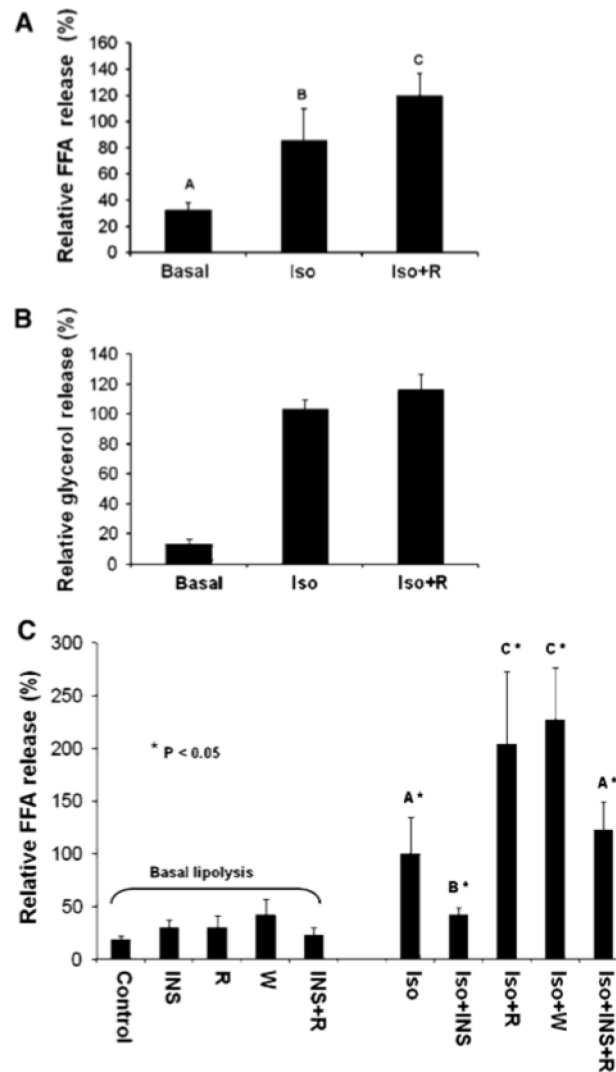 A
Relative FFA release (%)
160
140
120
100
80
60
40
20
0
A
B
C
Basal
Iso
Iso+R
B
Relative glycerol release (%)
140
120
100
80
60
40
20
0
Basal
Iso
Iso+R
C
Relative FFA release (%)
300
250
200
150
100
50
0
* P < 0.05
Basal lipolysis
A *
B *
C *
C *
A *
Control
INS
R
W
INS+R
Iso
Iso+INS
Iso+R
Iso+W
Iso+INS+R